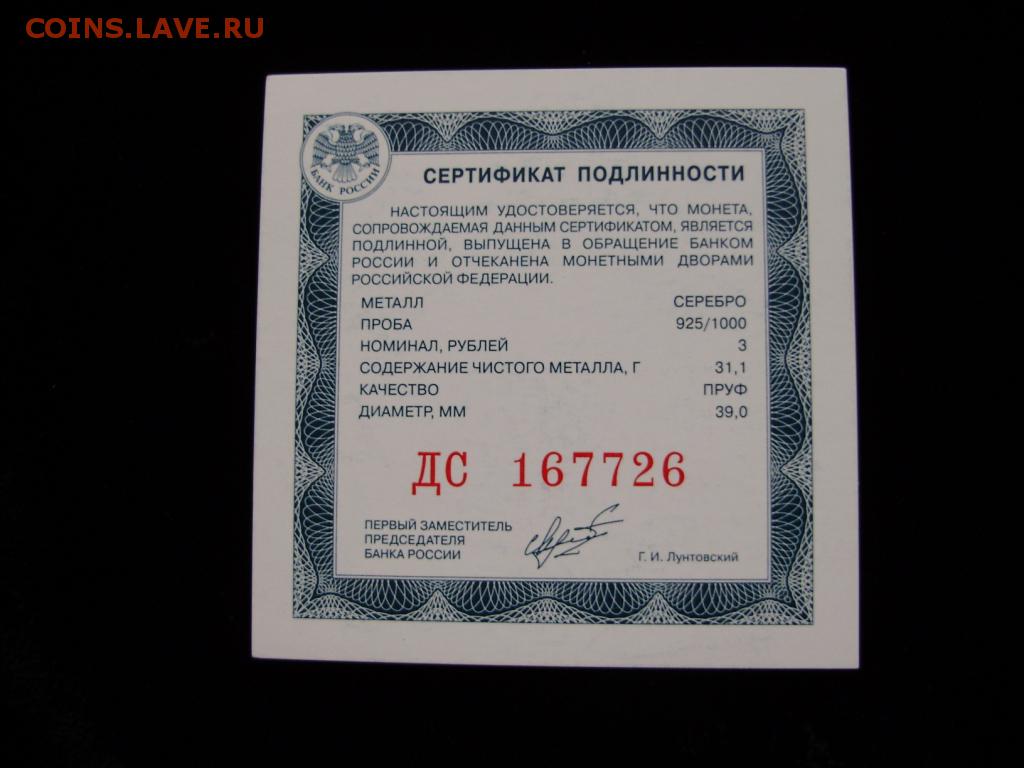 COINS.LAVE.RU
БАНК РОССИИ
СЕРТИФИКАТ ПОДЛИННОСТИ
НАСТОЯЩИМ УДОСТОВЕРЯЕТСЯ, ЧТО МОНЕТА,
СОПРОВОЖДАЕМАЯ ДАННЫМ СЕРТИФИКАТОМ, ЯВЛЯЕТСЯ
ПОДЛИННОЙ, ВЫПУЩЕНА В ОБРАЩЕНИЕ БАНКОМ
РОССИИ И ОТЧЕКАНЕНА МОНЕТНЫМИ ДВОРАМИ
РОССИЙСКОЙ ФЕДЕРАЦИИ.
МЕТАЛЛ СЕРЕБРО
ПРОБА 925/1000
НОМИНАЛ, РУБЛЕЙ 3
СОДЕРЖАНИЕ ЧИСТОГО МЕТАЛЛА, Г 31,1
КАЧЕСТВО ПРУФ
ДИАМЕТР, ММ 39,0
ДС 167726
ПЕРВЫЙ ЗАМЕСТИТЕЛЬ
ПРЕДСЕДАТЕЛЯ
БАНКА РОССИИ
Г. И. Лунтовский